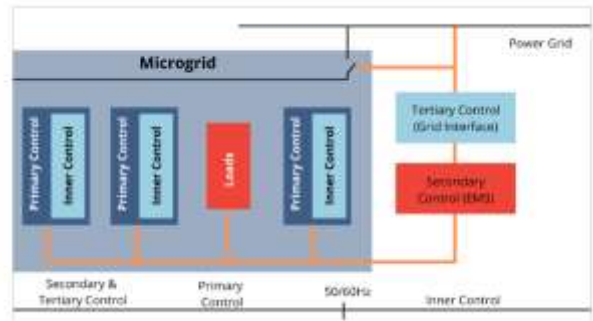 Power Grid
Microgrid
Tertiary Control
(Grid Interface)
Primary Control
Inner Control
Primary Control
Inner Control
Loads
Primary Control
Inner Control
Secondary
Control (EMS)
Secondary &
Tertiary Control
Primary
Control
50/60Hz
Inner Control